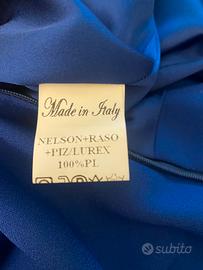 Made in Italy
NELSON+RASO
+PIZ/LUREX
100%PL
subito